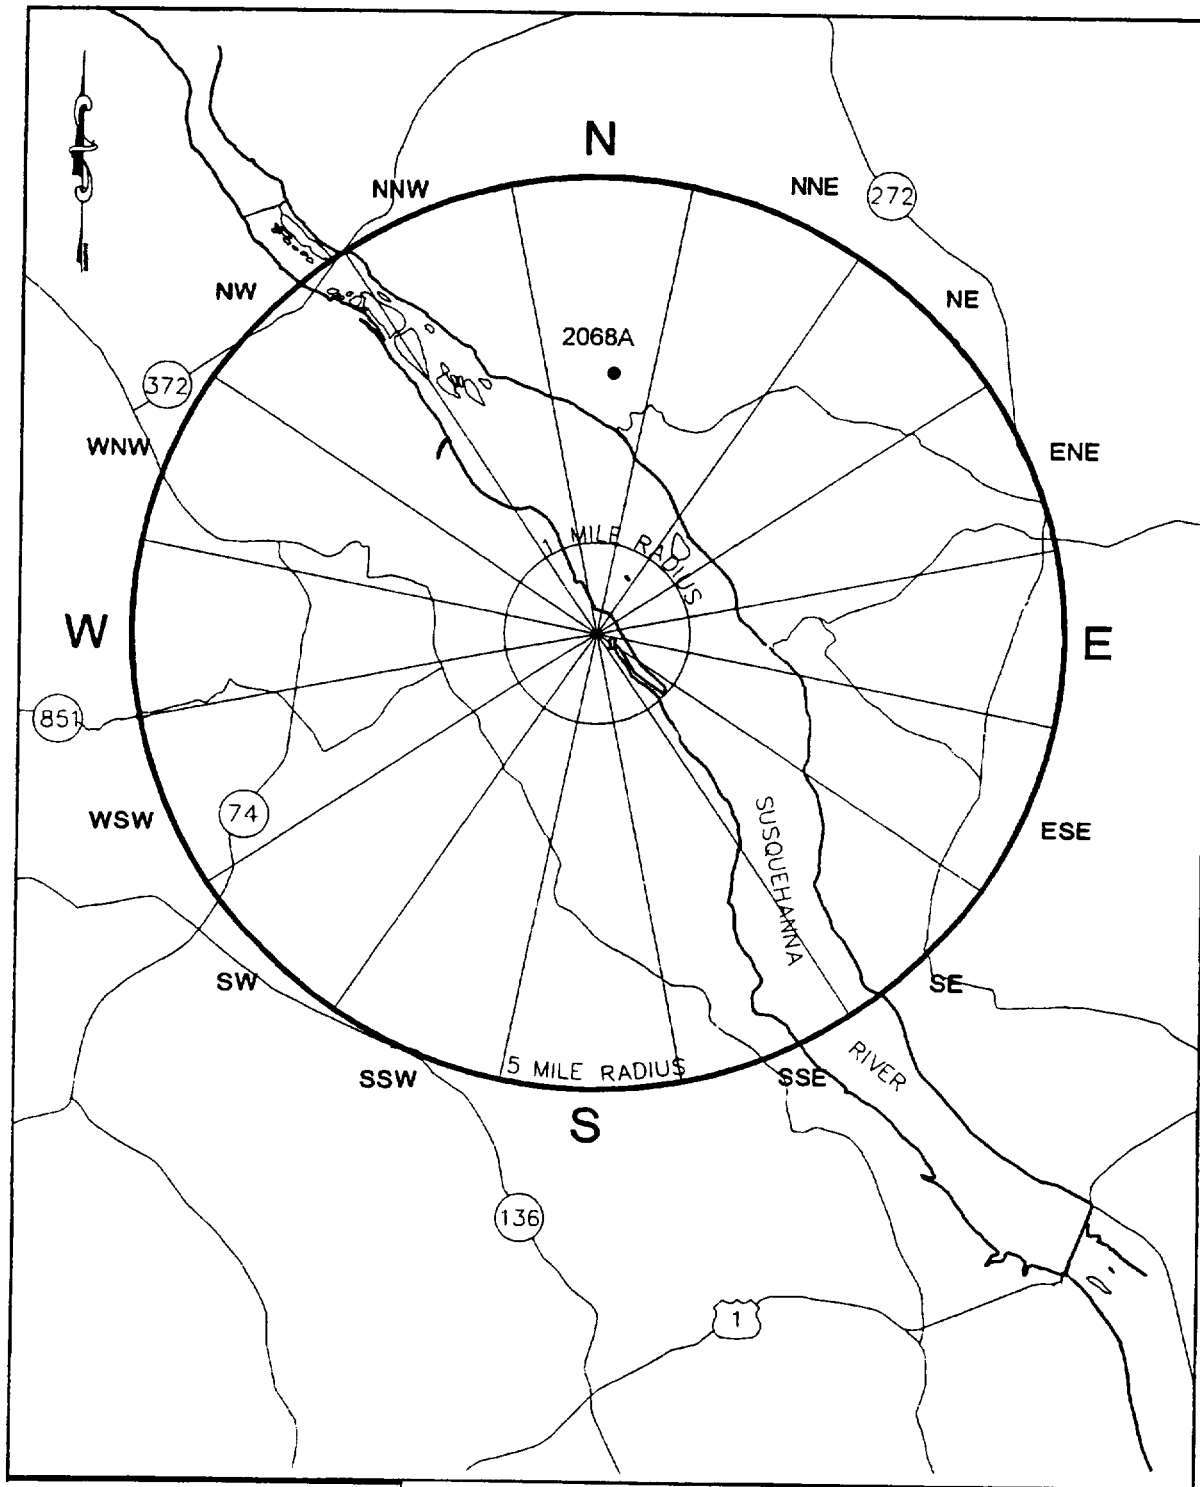 N
NNW
NNE
272
NW
NE
2068A
372
WNW
ENE
1 MILE RADIUS
W
E
851
74
WSW
ESE
SUSQUEHANNA
RIVER
SW
SE
5 MILE RADIUS
SSW
SSE
S
136
1